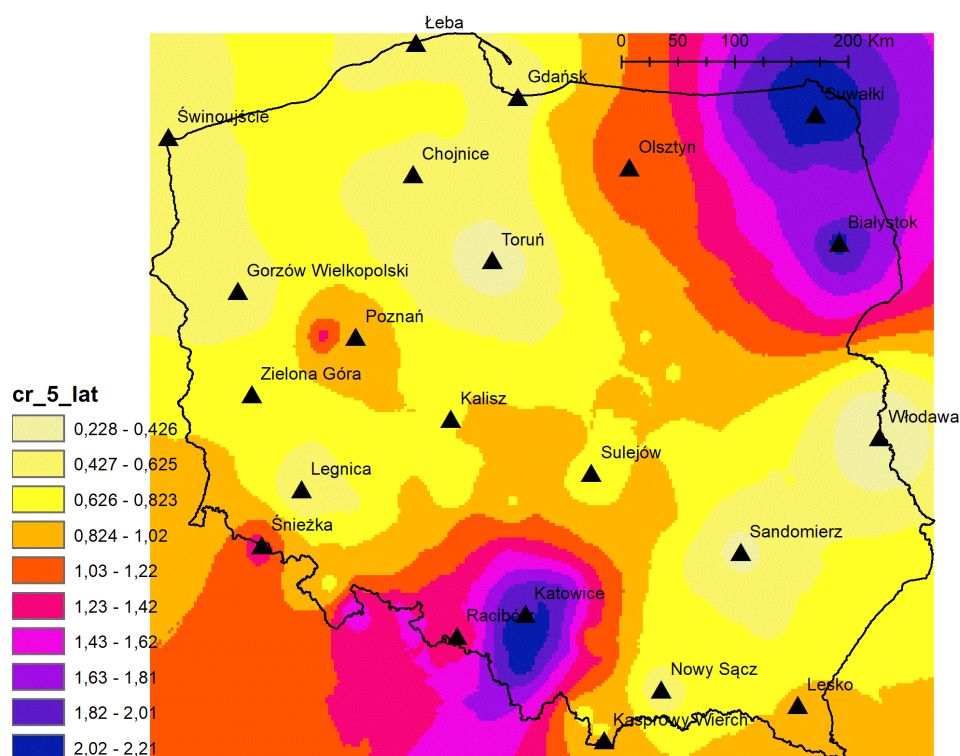 Łeba
0 50 100 200 Km
Gdańsk
Suwałki
Świnoujście
Olsztyn
Chojnice
Białystok
Toruń
Gorzów Wielkopolski
Poznań
Zielona Góra
cr_5_lat
Kalisz
Włodawa
0,228 - 0,426
Sulejów
0,427 - 0,625
Legnica
0,626 - 0,823
Śnieżka
Sandomierz
0,824 - 1,02
1,03 - 1,22
Katowice
1,23 - 1,42
Racibórz
1,43 - 1,62
Nowy Sącz
1,63 - 1,81
Lesko
1,82 - 2,01
Kasprowy Wierch
2,02 - 2,21